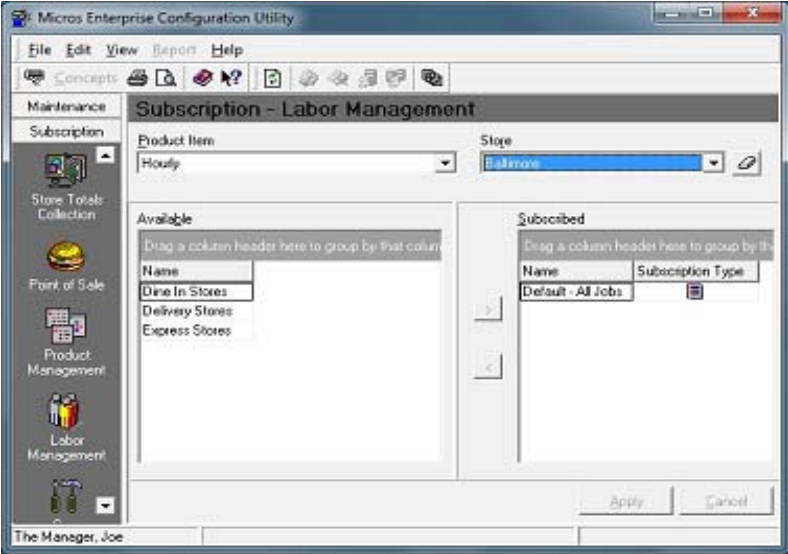 Micros Enterprise Configuration Utility
File Edit View Report Help
Concepts
Maintenance
Subscription
Store Totals
Collection
Point of Sale
Product
Management
Labor
Management
Subscription - Labor Management
Product Item
Store
Hourly
Baltimore
Available
Subscribed
Drag a column header here to group by that colum
Drag a column header here to group by th
Name
Name Subscription Type
Dine In Stores
Default - All Jobs
Delivery Stores
Express Stores
>
<
Apply Cancel
The Manager, Joe